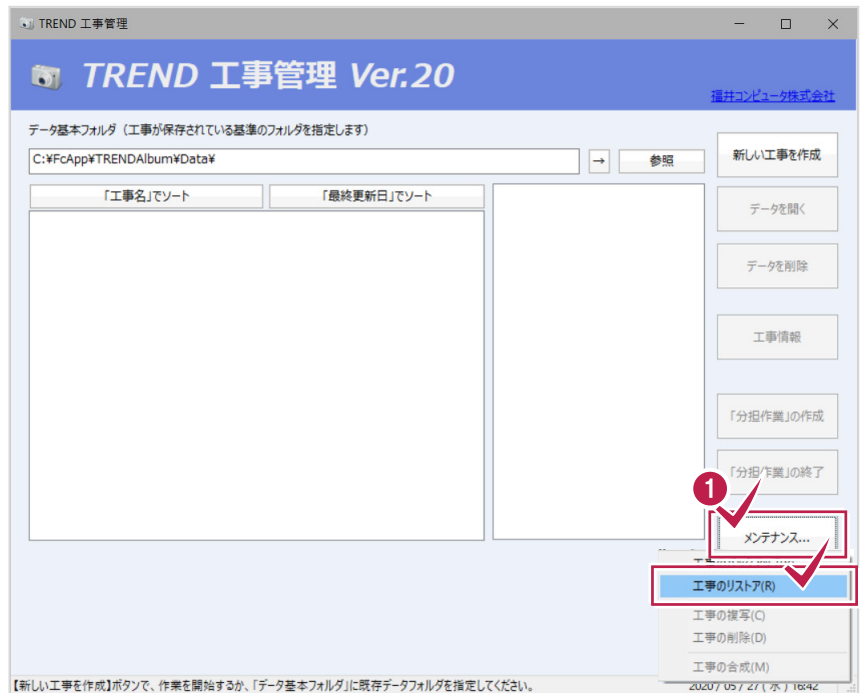 TREND 工事管理
TREND 工事管理 Ver.20
福井コンピュータ株式会社
データ基本フォルダ（工事が保存されている基準のフォルダを指定します）
C:¥FcApp¥TRENDAlbum¥Data¥
→
参照
新しい工事を作成
「工事名」でソート
「最終更新日」でソート
データを開く
データを削除
工事情報
「分担作業」の作成
「分担作業」の終了
1
メンテナンス...
工事のリストア(R)
工事の複写(C)
工事の削除(D)
工事の合成(M)
【新しい工事を作成】ボタンで、作業を開始するか、「データ基本フォルダ」に既存データフォルダを指定してください。
2020 / 05 / 27 ( 水 ) 16:42